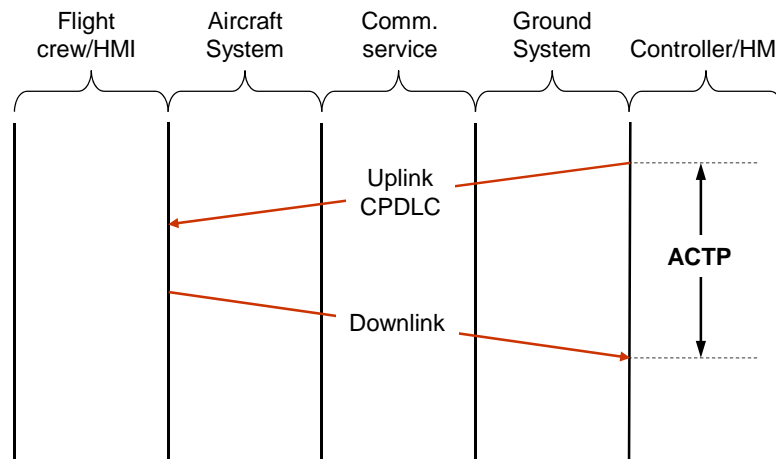 Flight
crew/HMI
Aircraft
System
Comm.
service
Ground
System
Controller/HM
Uplink
CPDLC
ACTP
Downlink